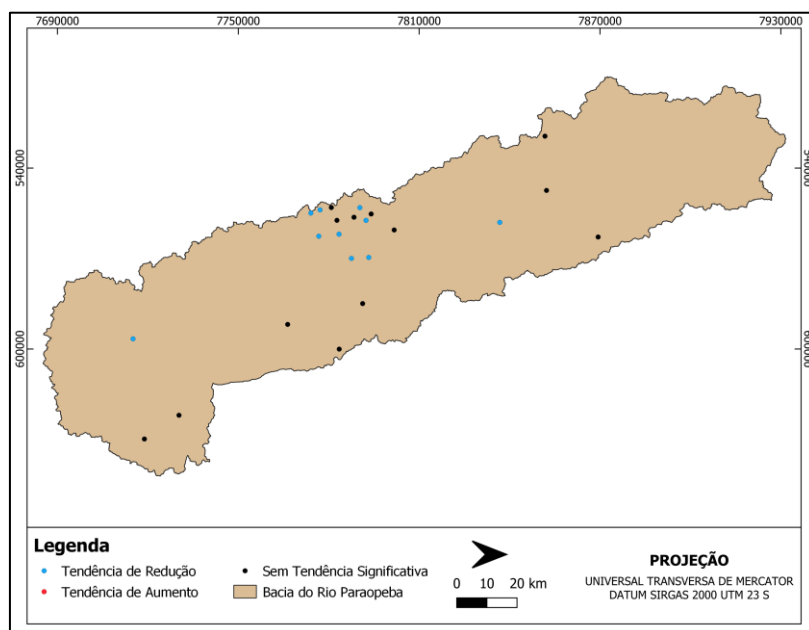 7690000 7750000 7810000 7870000 7930000
540000 540000
600000 600000
Legenda
Tendência de Redução
Tendência de Aumento
Sem Tendência Significativa
Bacia do Rio Paraopeba
0 10 20 km
PROJEÇÃO
UNIVERSAL TRANSVERSA DE MERCATOR
DATUM SIRGAS 2000 UTM 23 S